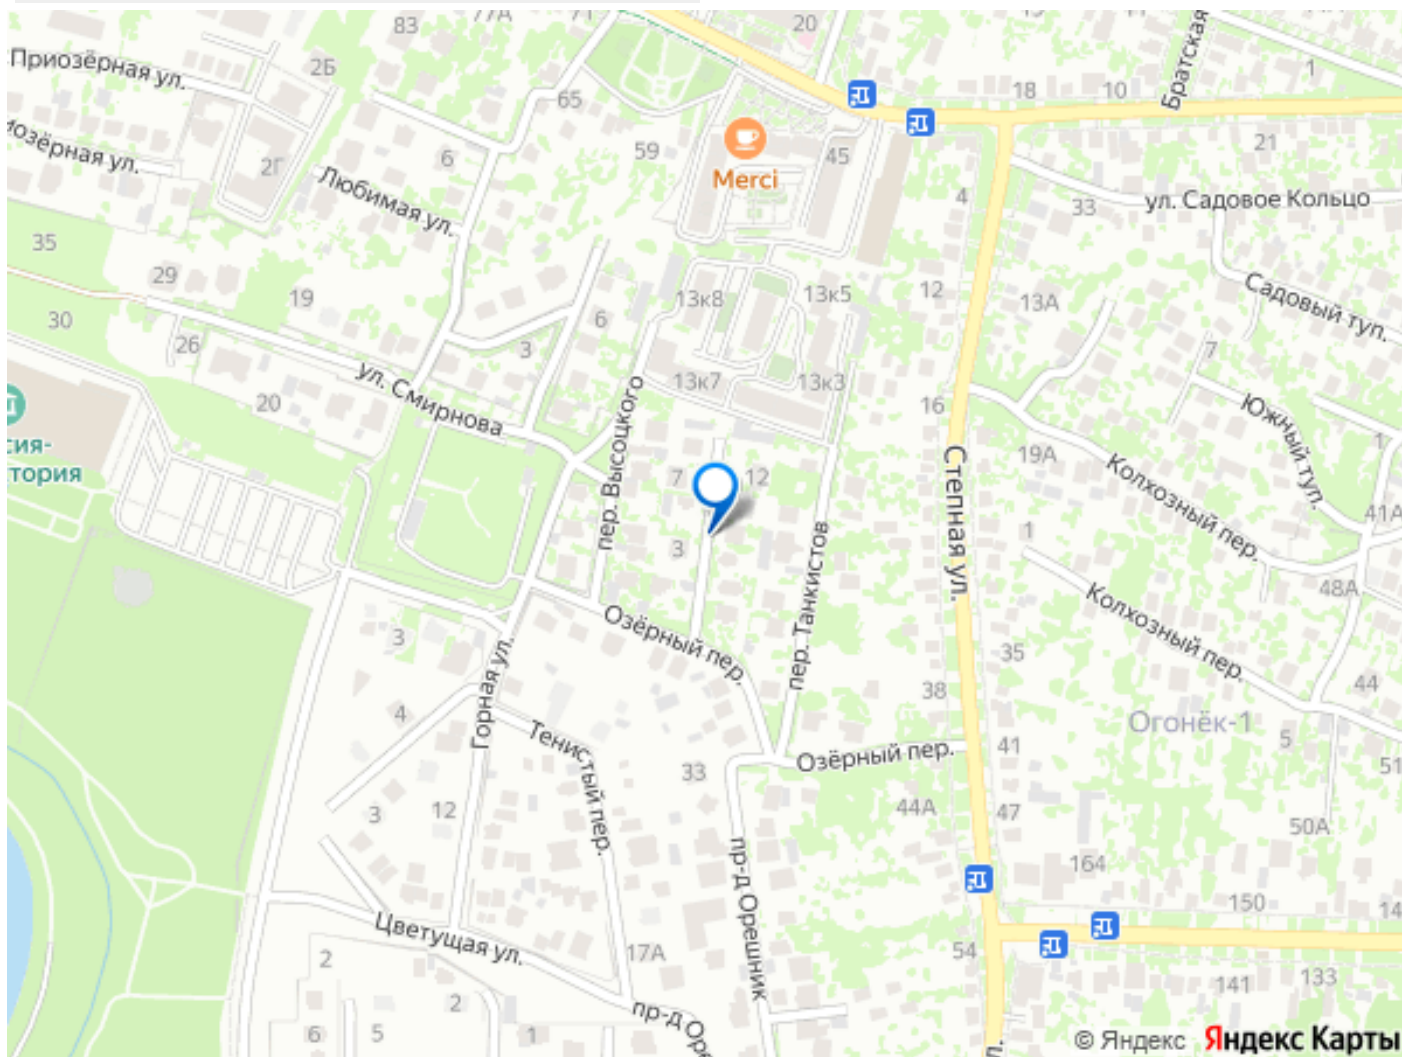 83
77А
71
20
Братская
1
Приозёрная ул.
2Б
65
18
10
59
45
21
6
2Г
иозёрная ул.
Любимая ул.
Merci
4
33
ул. Садовое Кольцо
35
29
19
30
26
6
3
13к8
13к5
12
13А
Садовый туп.
7
20
ул. Смирнова
пер. Высоцкого
13к7
13к3
16
Южный туп.
1
сия-
тория
7
12
Степная ул.
19А
Колхозный пер.
41А
3
пер. Танкистов
1
48А
Колхозный пер.
Озёрный пер.
3
35
4
Горная ул.
38
44
Огонёк-1
5
51
Тенистый пер.
33
Озёрный пер.
41
3
12
44А
47
50А
пр-д Орешник
164
150
14
Цветущая ул.
17А
54
2
141
133
6
5
2
1
пр-д Оре
л.
© Яндекс Яндекс Карты